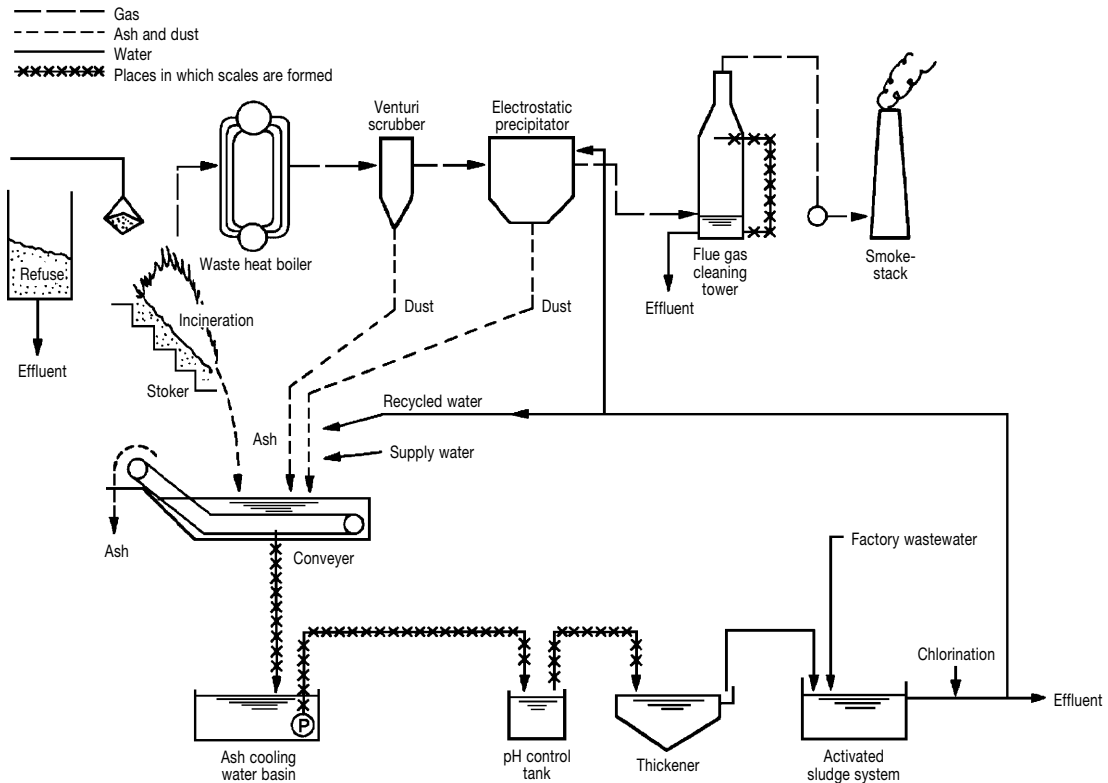 Gas
Ash and dust
Water
Places in which scales are formed
Venturi
scrubber
Electrostatic
precipitator
Refuse
Waste heat boiler
Flue gas
cleaning
tower
Smoke-
stack
Incineration
Dust
Dust
Effluent
Effluent
Stoker
Recycled water
Ash
Supply water
Ash
Conveyer
Factory wastewater
Chlorination
P
Effluent
Ash cooling
water basin
pH control
tank
Thickener
Activated
sludge system